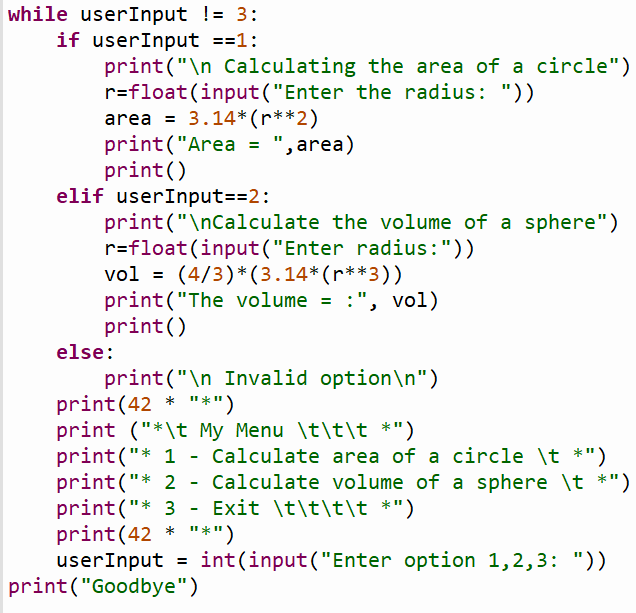 while userInput != 3:
    if userInput ==1:
        print("\n Calculating the area of a circle")
        r=float(input("Enter the radius: "))
        area = 3.14*(r**2)
        print("Area = ",area)
        print()
    elif userInput==2:
        print("\nCalculate the volume of a sphere")
        r=float(input("Enter radius:"))
        vol = (4/3)*(3.14*(r**3))
        print("The volume = :", vol)
        print()
    else:
        print("\n Invalid option\n")
    print(42 * "*")
    print ("*\t My Menu \t\t\t *")
    print("* 1 - Calculate area of a circle \t *")
    print("* 2 - Calculate volume of a sphere \t *")
    print("* 3 - Exit \t\t\t\t *")
    print(42 * "*")
    userInput = int(input("Enter option 1,2,3: "))
print("Goodbye")